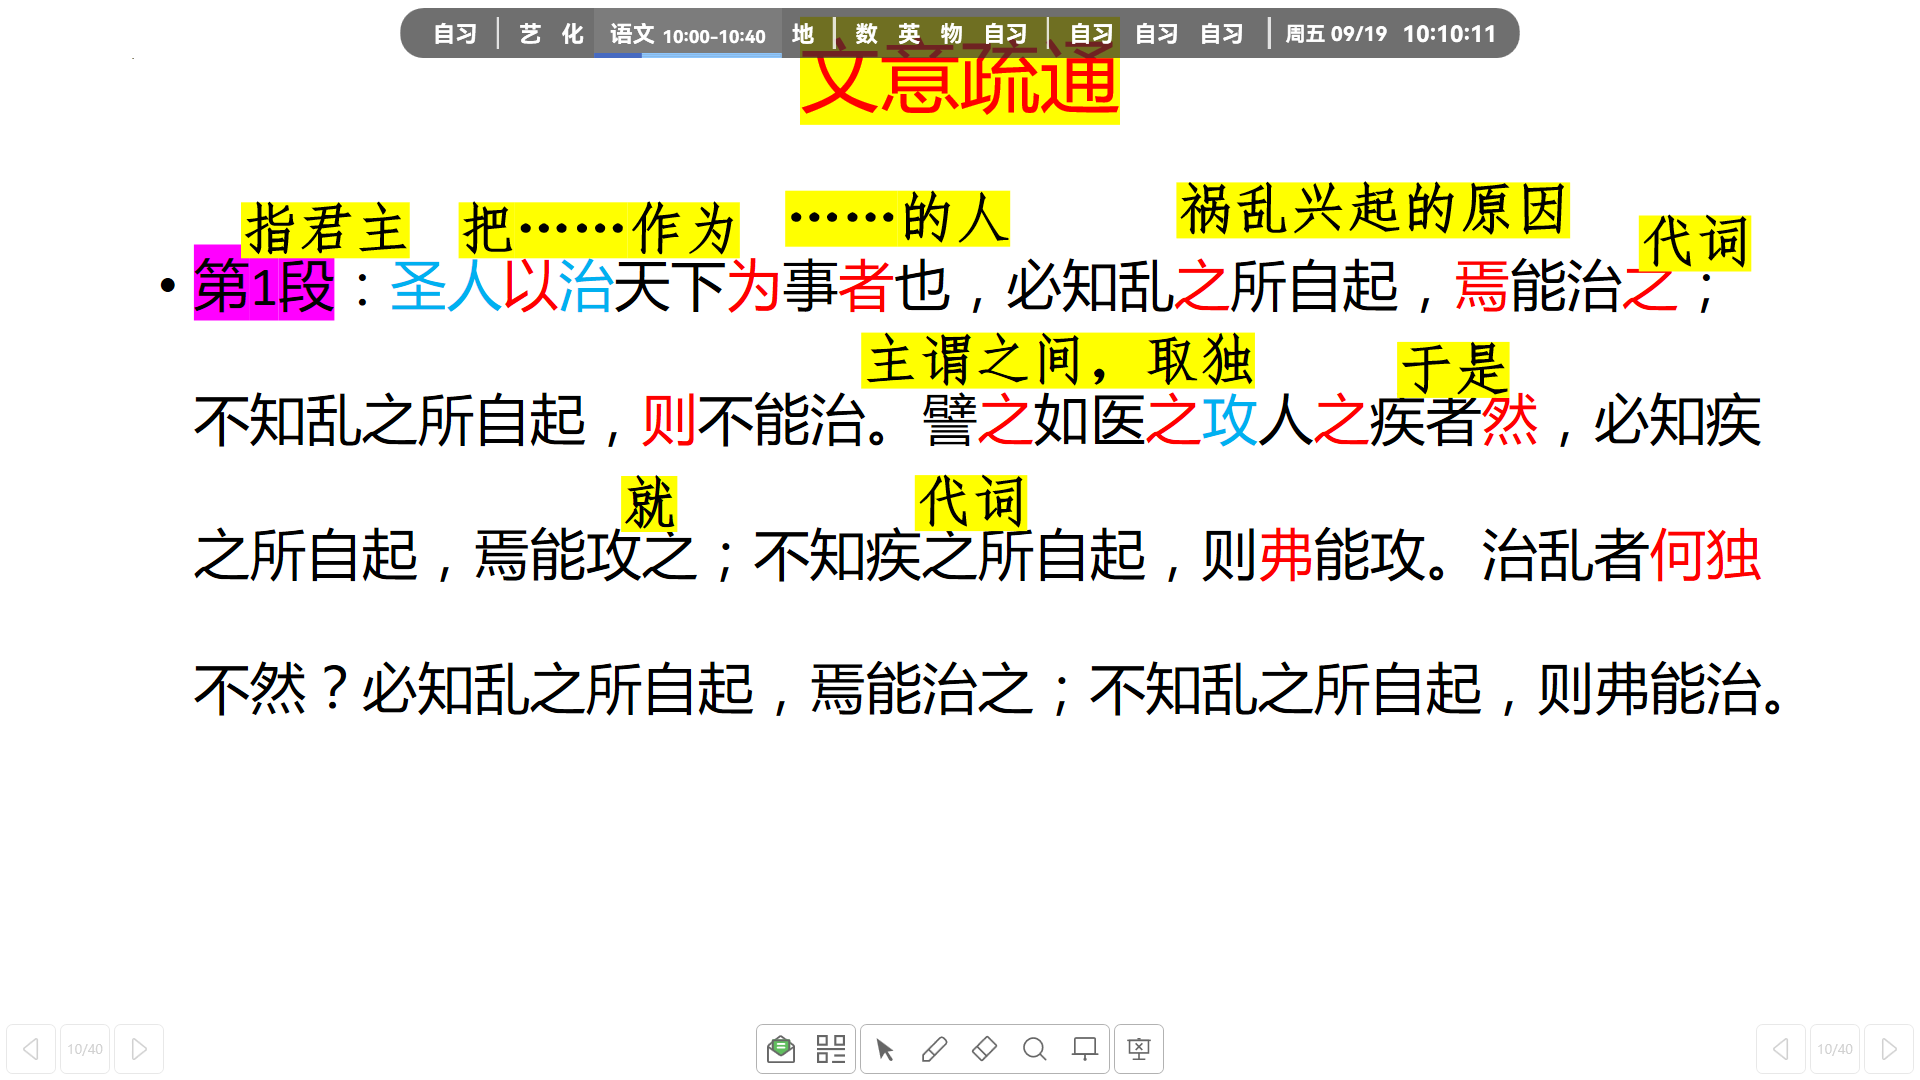 自习 艺 化 语文 10:00-10:40 地 数 英 物 自习 自习 自习 自习 周五 09/19 10:10:11
文意疏通
指君主 把……作为 ……的人 祸乱兴起的原因 代词
• 第1段：圣人以治天下为事者也，必知乱之所自起，焉能治之；
主谓之间，取独 于是
不知乱之所自起，则不能治。譬之如医之攻人之疾者然，必知疾
就 代词
之所自起，焉能攻之；不知疾之所自起，则弗能攻。治乱者何独
不然？必知乱之所自起，焉能治之；不知乱之所自起，则弗能治。
10/40 10/40